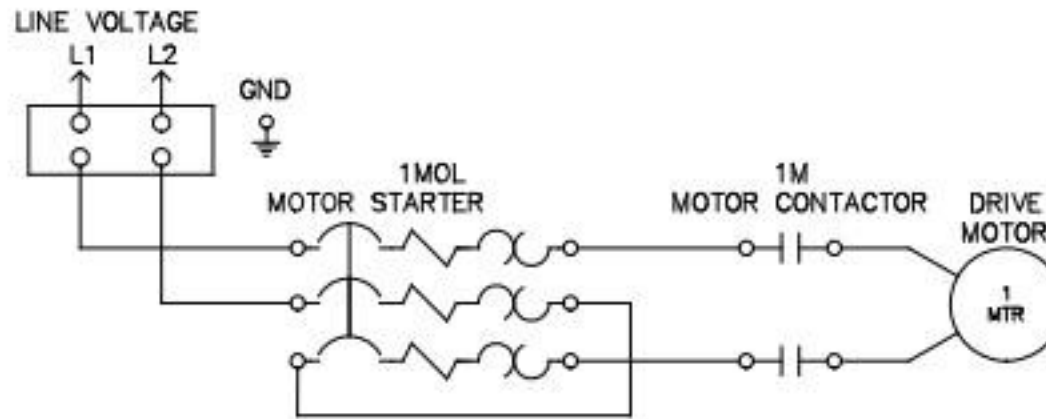 LINE VOLTAGE
L1 L2
GND
1MOL
MOTOR STARTER
1M
MOTOR CONTACTOR
DRIVE
MOTOR
1
MTR